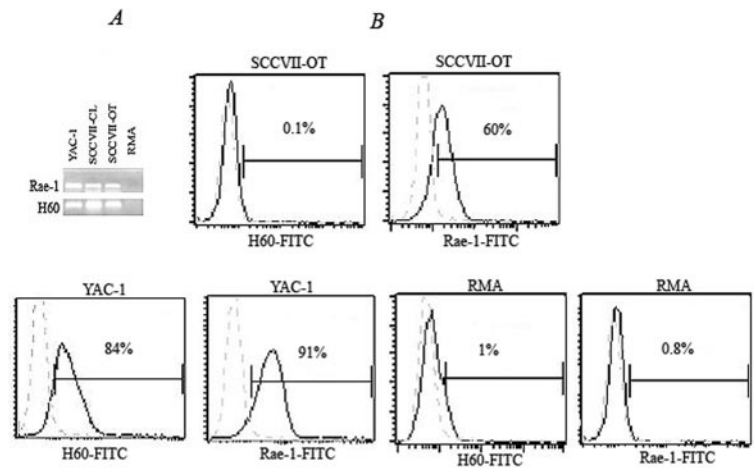 A
B
YAC-1
SCCVII-CL
SCCVII-OT
RMA
Rae-1
H60
SCCVII-OT
0.1%
H60-FITC
SCCVII-OT
60%
Rae-1-FITC
YAC-1
84%
H60-FITC
YAC-1
91%
Rae-1-FITC
RMA
1%
H60-FITC
RMA
0.8%
Rae-1-FITC